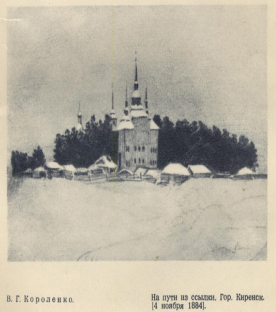 В. Г. Короленко.
На пути из ссылки. Гор. Киренск.
[4 ноября 1884].